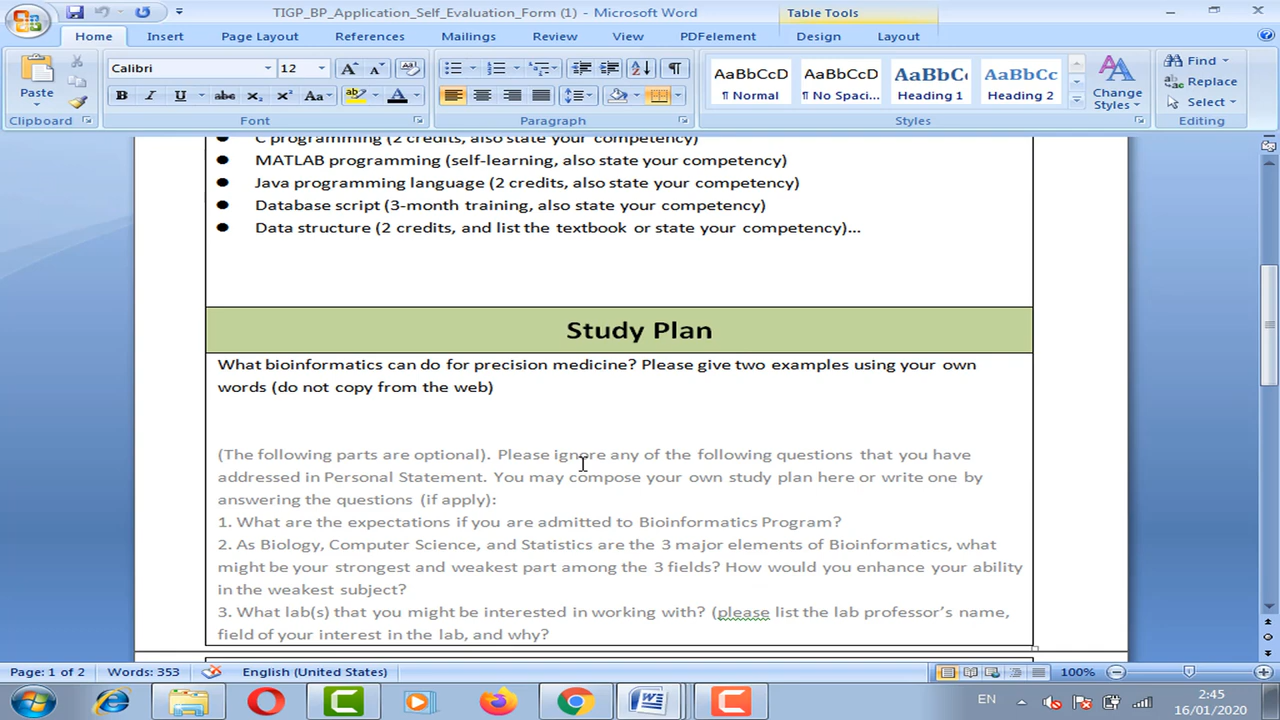 TIGP_BP_Application_Self_Evaluation_Form (1) - Microsoft Word
Table Tools
Home
Insert
Page Layout
References
Mailings
Review
View
PDFelement
Design
Layout
Paste
Clipboard
Calibri
12
Font
Paragraph
AaBbCcD
¶ Normal
AaBbCcD
¶ No Spaci...
AaBbC
Heading 1
AaBbCc
Heading 2
Change
Styles
Styles
Find
Replace
Select
Editing
C programming (2 credits, also state your competency)
MATLAB programming (self-learning, also state your competency)
Java programming language (2 credits, also state your competency)
Database script (3-month training, also state your competency)
Data structure (2 credits, and list the textbook or state your competency)...
Study Plan
What bioinformatics can do for precision medicine? Please give two examples using your own
words (do not copy from the web)
(The following parts are optional). Please ignore any of the following questions that you have
addressed in Personal Statement. You may compose your own study plan here or write one by
answering the questions (if apply):
1. What are the expectations if you are admitted to Bioinformatics Program?
2. As Biology, Computer Science, and Statistics are the 3 major elements of Bioinformatics, what
might be your strongest and weakest part among the 3 fields? How would you enhance your ability
in the weakest subject?
3. What lab(s) that you might be interested in working with? (please list the lab professor's name,
field of your interest in the lab, and why?
Page: 1 of 2
Words: 353
English (United States)
100%
EN
2:45
16/01/2020